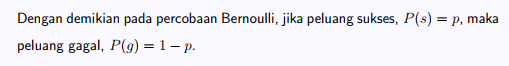 Dengan demikian pada percobaan Bernoulli, jika peluang sukses, P(s) = p, maka
peluang gagal, P(g) = 1 − p.